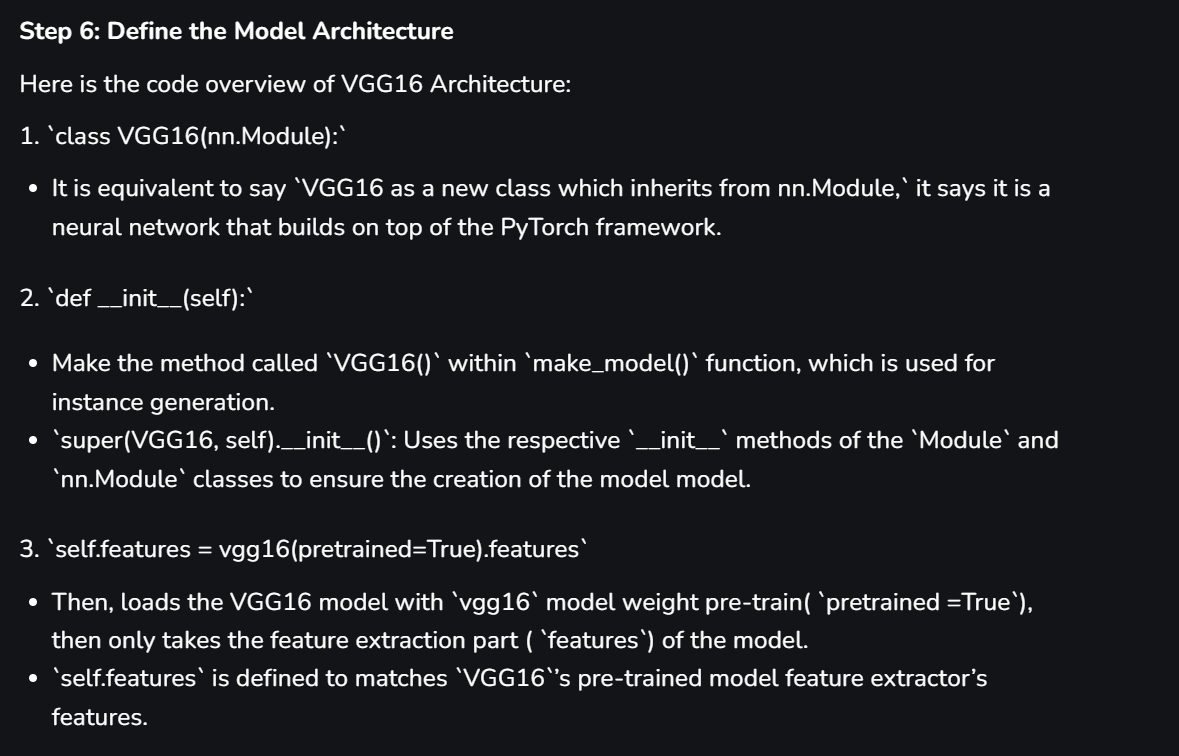 Step 6: Define the Model Architecture
Here is the code overview of VGG16 Architecture:
1. `class VGG16(nn.Module):`
• It is equivalent to say `VGG16 as a new class which inherits from nn.Module,` it says it is a
neural network that builds on top of the PyTorch framework.
2. `def __init__(self):`
• Make the method called `VGG16()` within `make_model()` function, which is used for
instance generation.
• `super(VGG16, self).__init__()`: Uses the respective `__init__` methods of the `Module` and
`nn.Module` classes to ensure the creation of the model model.
3. `self.features = vgg16(pretrained=True).features`
• Then, loads the VGG16 model with `vgg16` model weight pre-train( `pretrained =True`),
then only takes the feature extraction part ( `features`) of the model.
• `self.features` is defined to matches `VGG16`’s pre-trained model feature extractor’s
features.